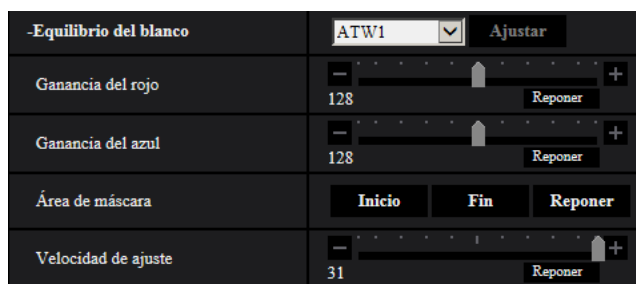 -Equilibrio del blanco ATW1 Ajustar
Ganancia del rojo - +
128 Reponer
Ganancia del azul - +
128 Reponer
Área de máscara Inicio Fin Reponer
Velocidad de ajuste - +
31 Reponer